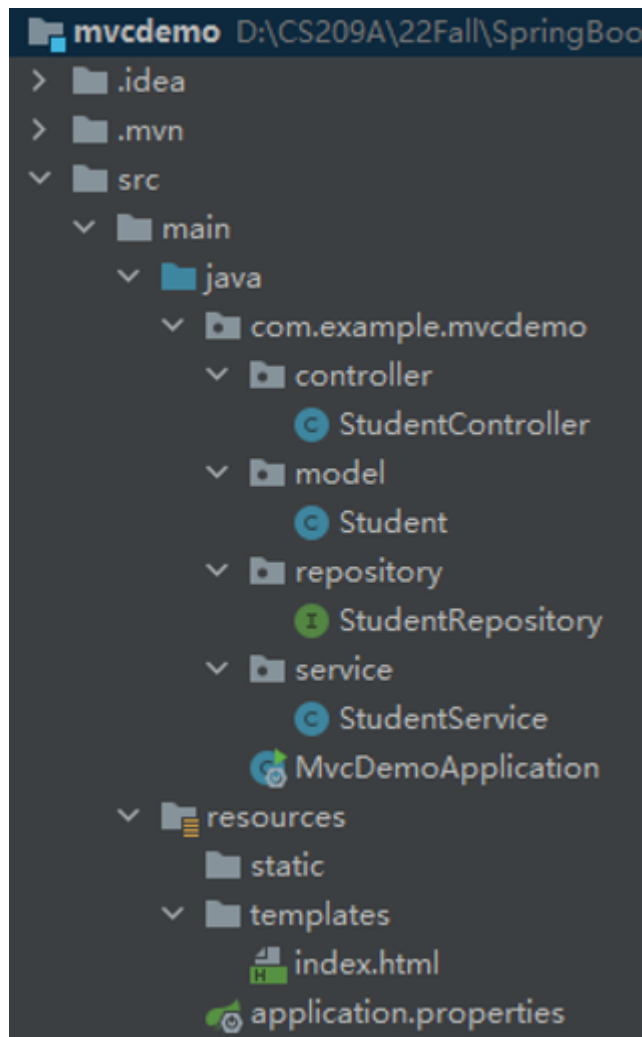 mvcdemo D:\CS209A\22Fall\SpringBoo
.idea
.mvn
src
main
java
com.example.mvcdemo
controller
C StudentController
model
C Student
repository
I StudentRepository
service
C StudentService
MvcDemoApplication
resources
static
templates
H index.html
application.properties